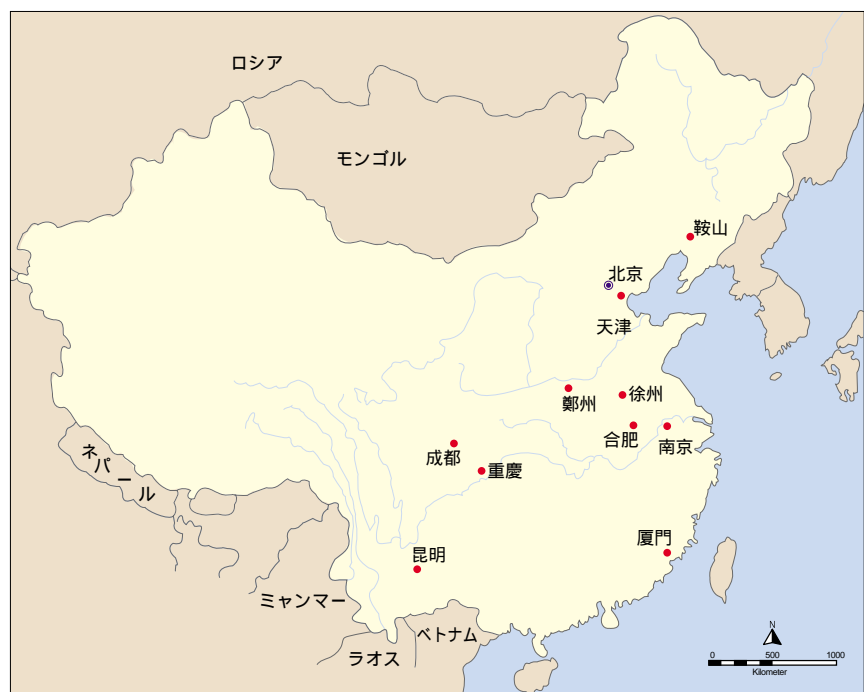 ロシア
モンゴル
鞍山
北京
天津
鄭州
徐州
合肥
南京
成都
重慶
ネパール
昆明
厦門
ミャンマー
ベトナム
ラオス
N
0 500 1000
Kilometer